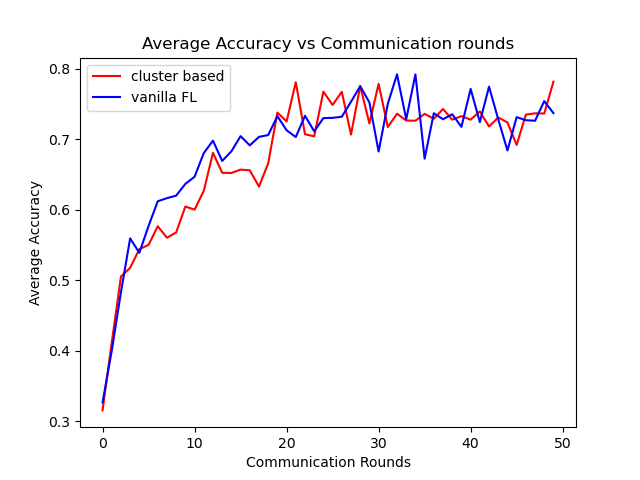 Average Accuracy vs Communication rounds
cluster based
vanilla FL
0.8
0.7
0.6
0.5
0.4
0.3
Average Accuracy
0 10 20 30 40 50
Communication Rounds